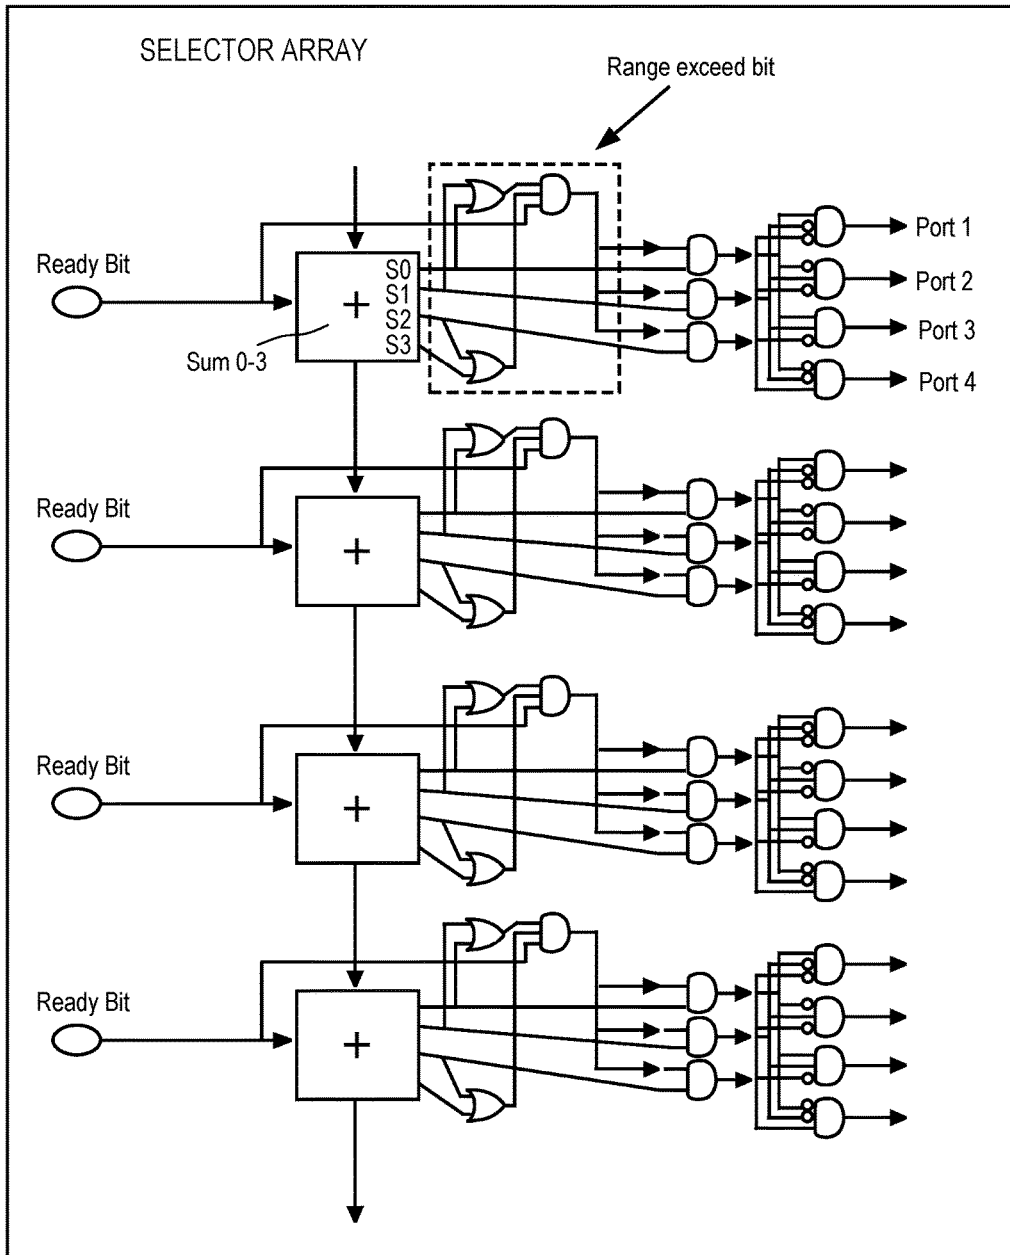 SELECTOR ARRAY
Range exceed bit
Ready Bit
S0
S1
S2
S3
+
Sum 0-3
Port 1
Port 2
Port 3
Port 4
Ready Bit
+
Ready Bit
+
Ready Bit
+